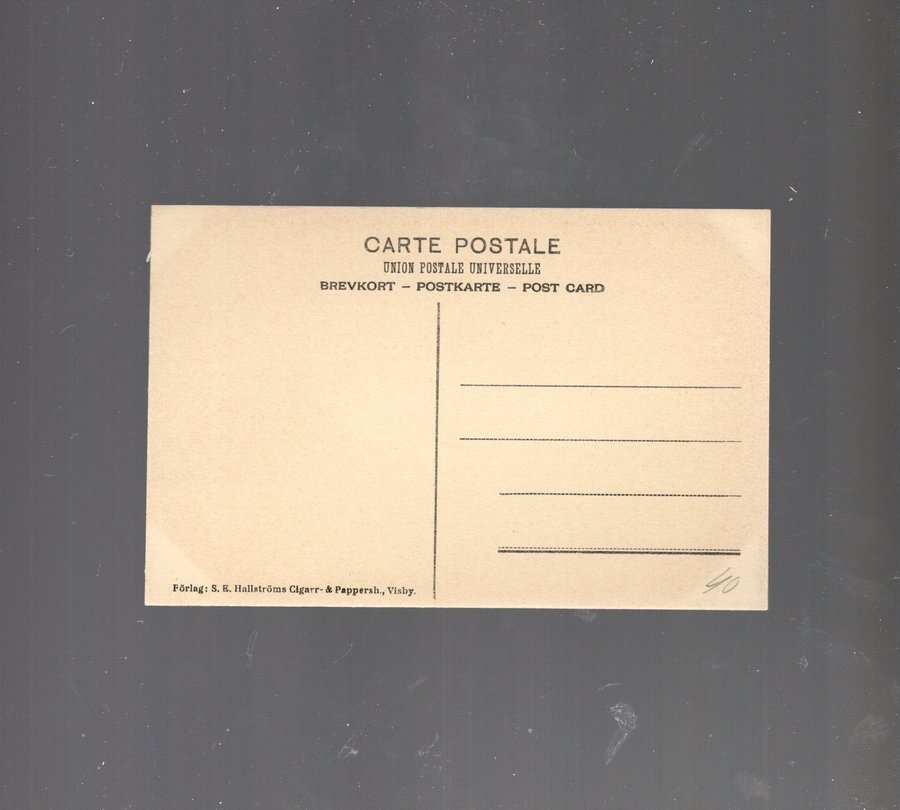 CARTE POSTALE
UNION POSTALE UNIVERSELLE
BREVKORT – POSTKARTE – POST CARD
Förlag: S. E. Hallströms Cigarr- & Pappersh., Visby.
40